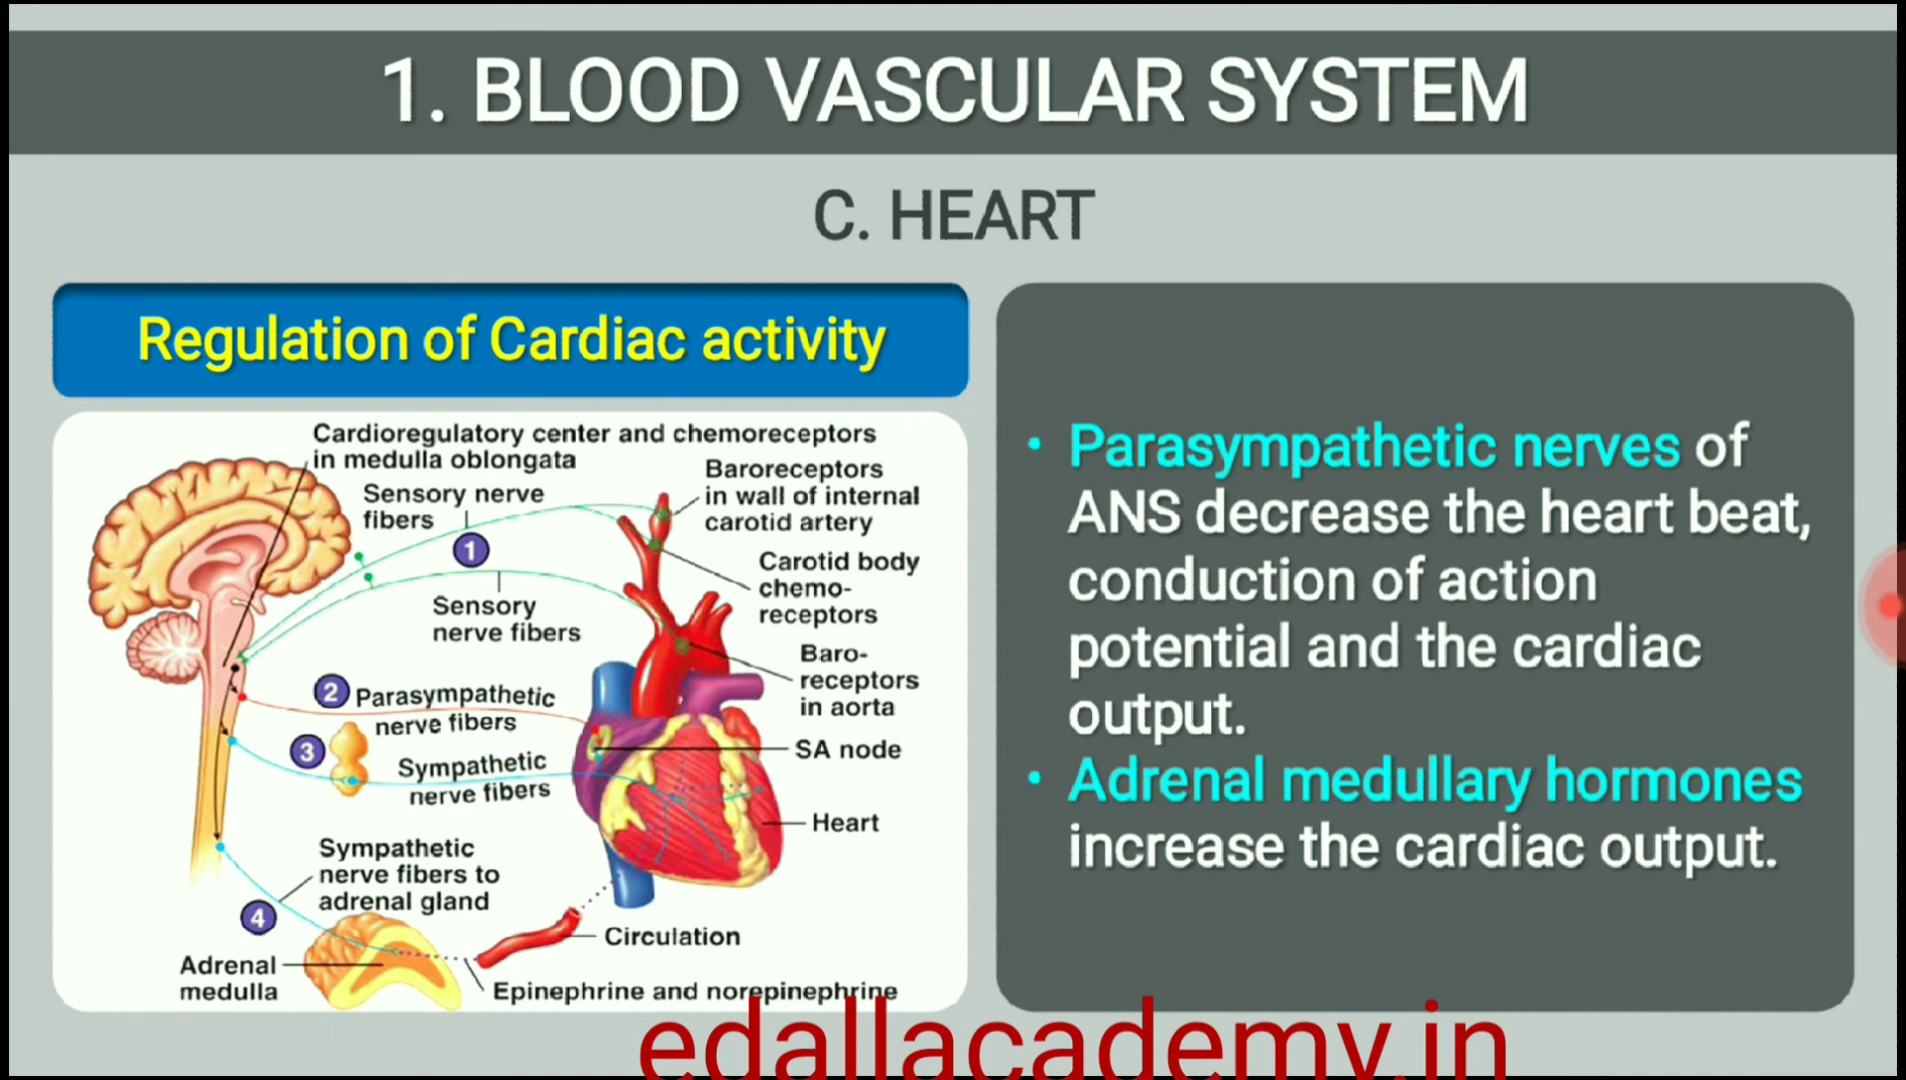 1. BLOOD VASCULAR SYSTEM
C. HEART
Regulation of Cardiac activity
Cardioregulatory center and chemoreceptors
in medulla oblongata
Sensory nerve
fibers
Baroreceptors
in wall of internal
carotid artery
1
Carotid body
chemo-
receptors
Sensory
nerve fibers
Baro-
receptors
in aorta
2
Parasympathetic
nerve fibers
3
Sympathetic
nerve fibers
SA node
Heart
Sympathetic
nerve fibers to
adrenal gland
4
Circulation
Adrenal
medulla
Epinephrine and norepinephrine
• Parasympathetic nerves of
ANS decrease the heart beat,
conduction of action
potential and the cardiac
output.
• Adrenal medullary hormones
increase the cardiac output.
edallacademy.in